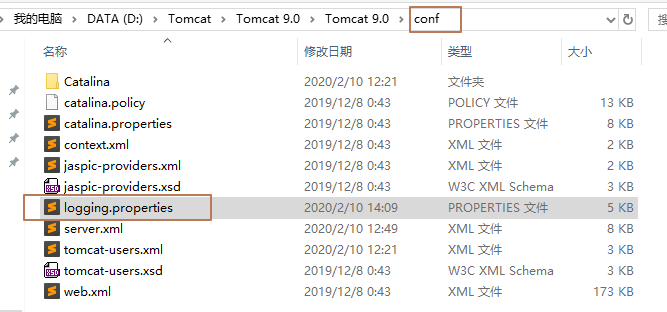 我的电脑 > DATA (D:) > Tomcat > Tomcat 9.0 > Tomcat 9.0 > conf
名称 修改日期 类型 大小
Catalina 2020/2/10 12:21 文件夹
catalina.policy 2019/12/8 0:43 POLICY 文件 13 KB
catalina.properties 2019/12/8 0:43 PROPERTIES 文件 8 KB
context.xml 2019/12/8 0:43 XML 文件 2 KB
jaspic-providers.xml 2019/12/8 0:43 XML 文件 2 KB
jaspic-providers.xsd 2019/12/8 0:43 W3C XML Schema 3 KB
logging.properties 2020/2/10 14:09 PROPERTIES 文件 5 KB
server.xml 2020/2/10 12:49 XML 文件 8 KB
tomcat-users.xml 2020/2/10 12:21 XML 文件 3 KB
tomcat-users.xsd 2019/12/8 0:43 W3C XML Schema 3 KB
web.xml 2019/12/8 0:43 XML 文件 173 KB